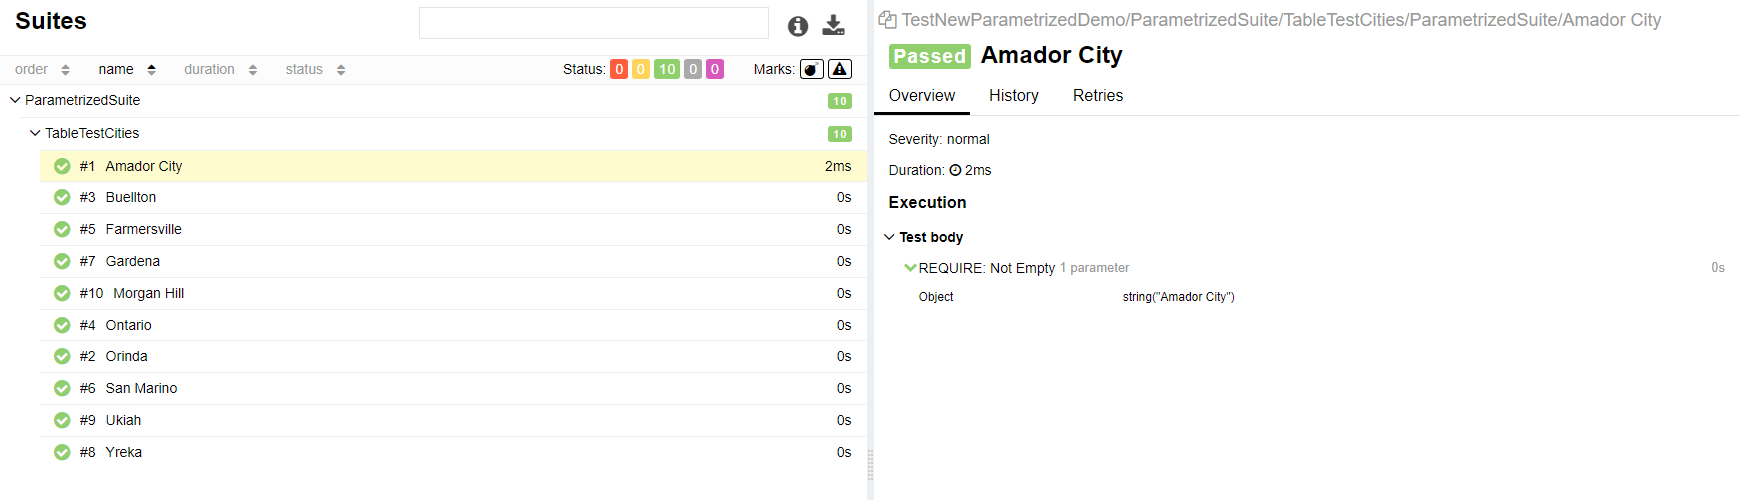 Suites
order name duration status Status: 0 0 10 0 0 Marks:
ParametrizedSuite 10
TableTestCities 10
#1 Amador City 2ms
#3 Buellton 0s
#5 Farmersville 0s
#7 Gardena 0s
#10 Morgan Hill 0s
#4 Ontario 0s
#2 Orinda 0s
#6 San Marino 0s
#9 Ukiah 0s
#8 Yreka 0s
TestNewParametrizedDemo/ParametrizedSuite/TableTestCities/ParametrizedSuite/Amador City
Passed Amador City
Overview History Retries
Severity: normal
Duration: 2ms
Execution
Test body
REQUIRE: Not Empty 1 parameter 0s
Object string("Amador City")